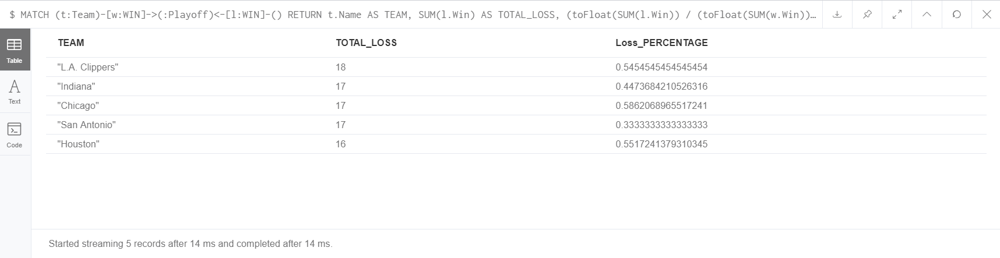 $ MATCH (t:Team)-[w:WIN]->(:Playoff)<-[l:WIN]-() RETURN t.Name AS TEAM, SUM(l.Win) AS TOTAL_LOSS, (toFloat(SUM(l.Win)) / (toFloat(SUM(w.Win))…
Table
Text
Code
TEAM TOTAL_LOSS Loss_PERCENTAGE
"L.A. Clippers" 18 0.5454545454545454
"Indiana" 17 0.4473684210526316
"Chicago" 17 0.5862068965517241
"San Antonio" 17 0.3333333333333333
"Houston" 16 0.5517241379310345
Started streaming 5 records after 14 ms and completed after 14 ms.